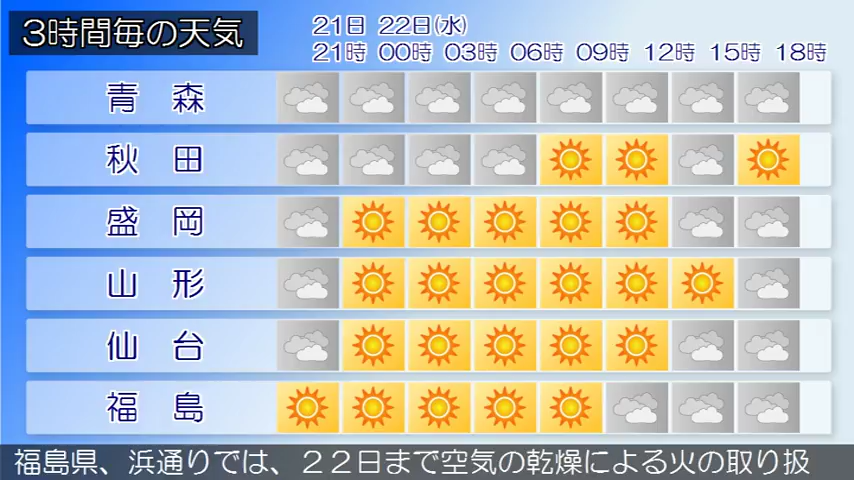 3時間毎の天気
21日 22日(水)
21時 00時 03時 06時 09時 12時 15時 18時
青 森
秋 田
盛 岡
山 形
仙 台
福 島
福島県、浜通りでは、２２日まで空気の乾燥による火の取り扱